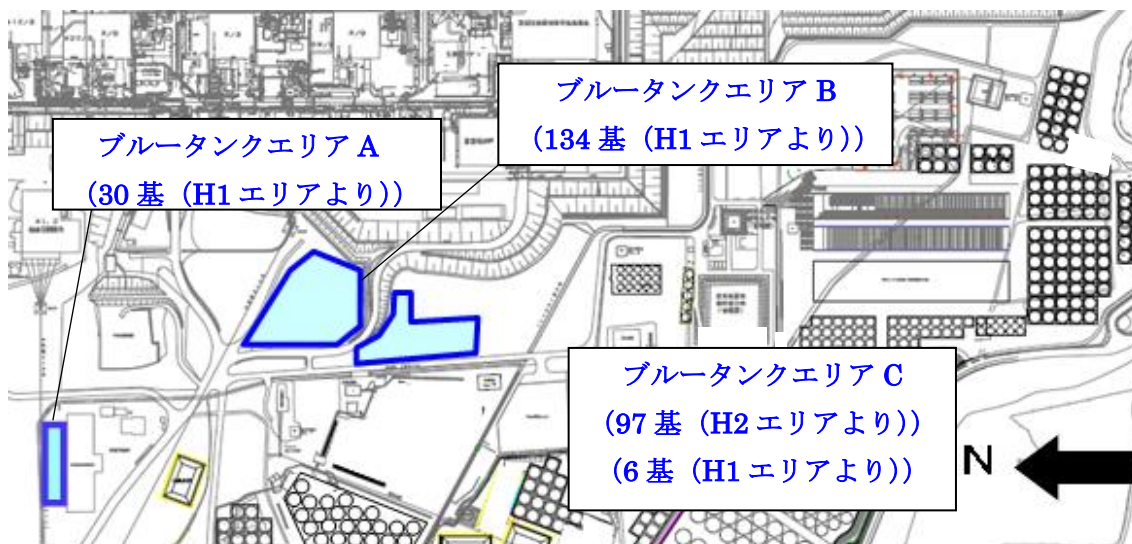 ブルータンクエリア A
(30 基（H1 エリアより））
ブルータンクエリア B
(134 基（H1 エリアより））
ブルータンクエリア C
(97 基（H2 エリアより））
(6 基（H1 エリアより））
N